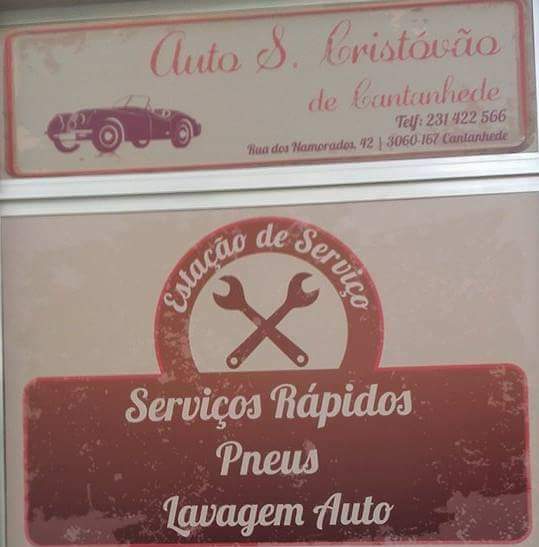 Auto S. Cristóvão
de Cantanhede
Telf: 231 422 566
Rua dos Namorados, 42 | 3060-167 Cantanhede
Estação de Serviço
Serviços Rápidos
Pneus
Lavagem Auto